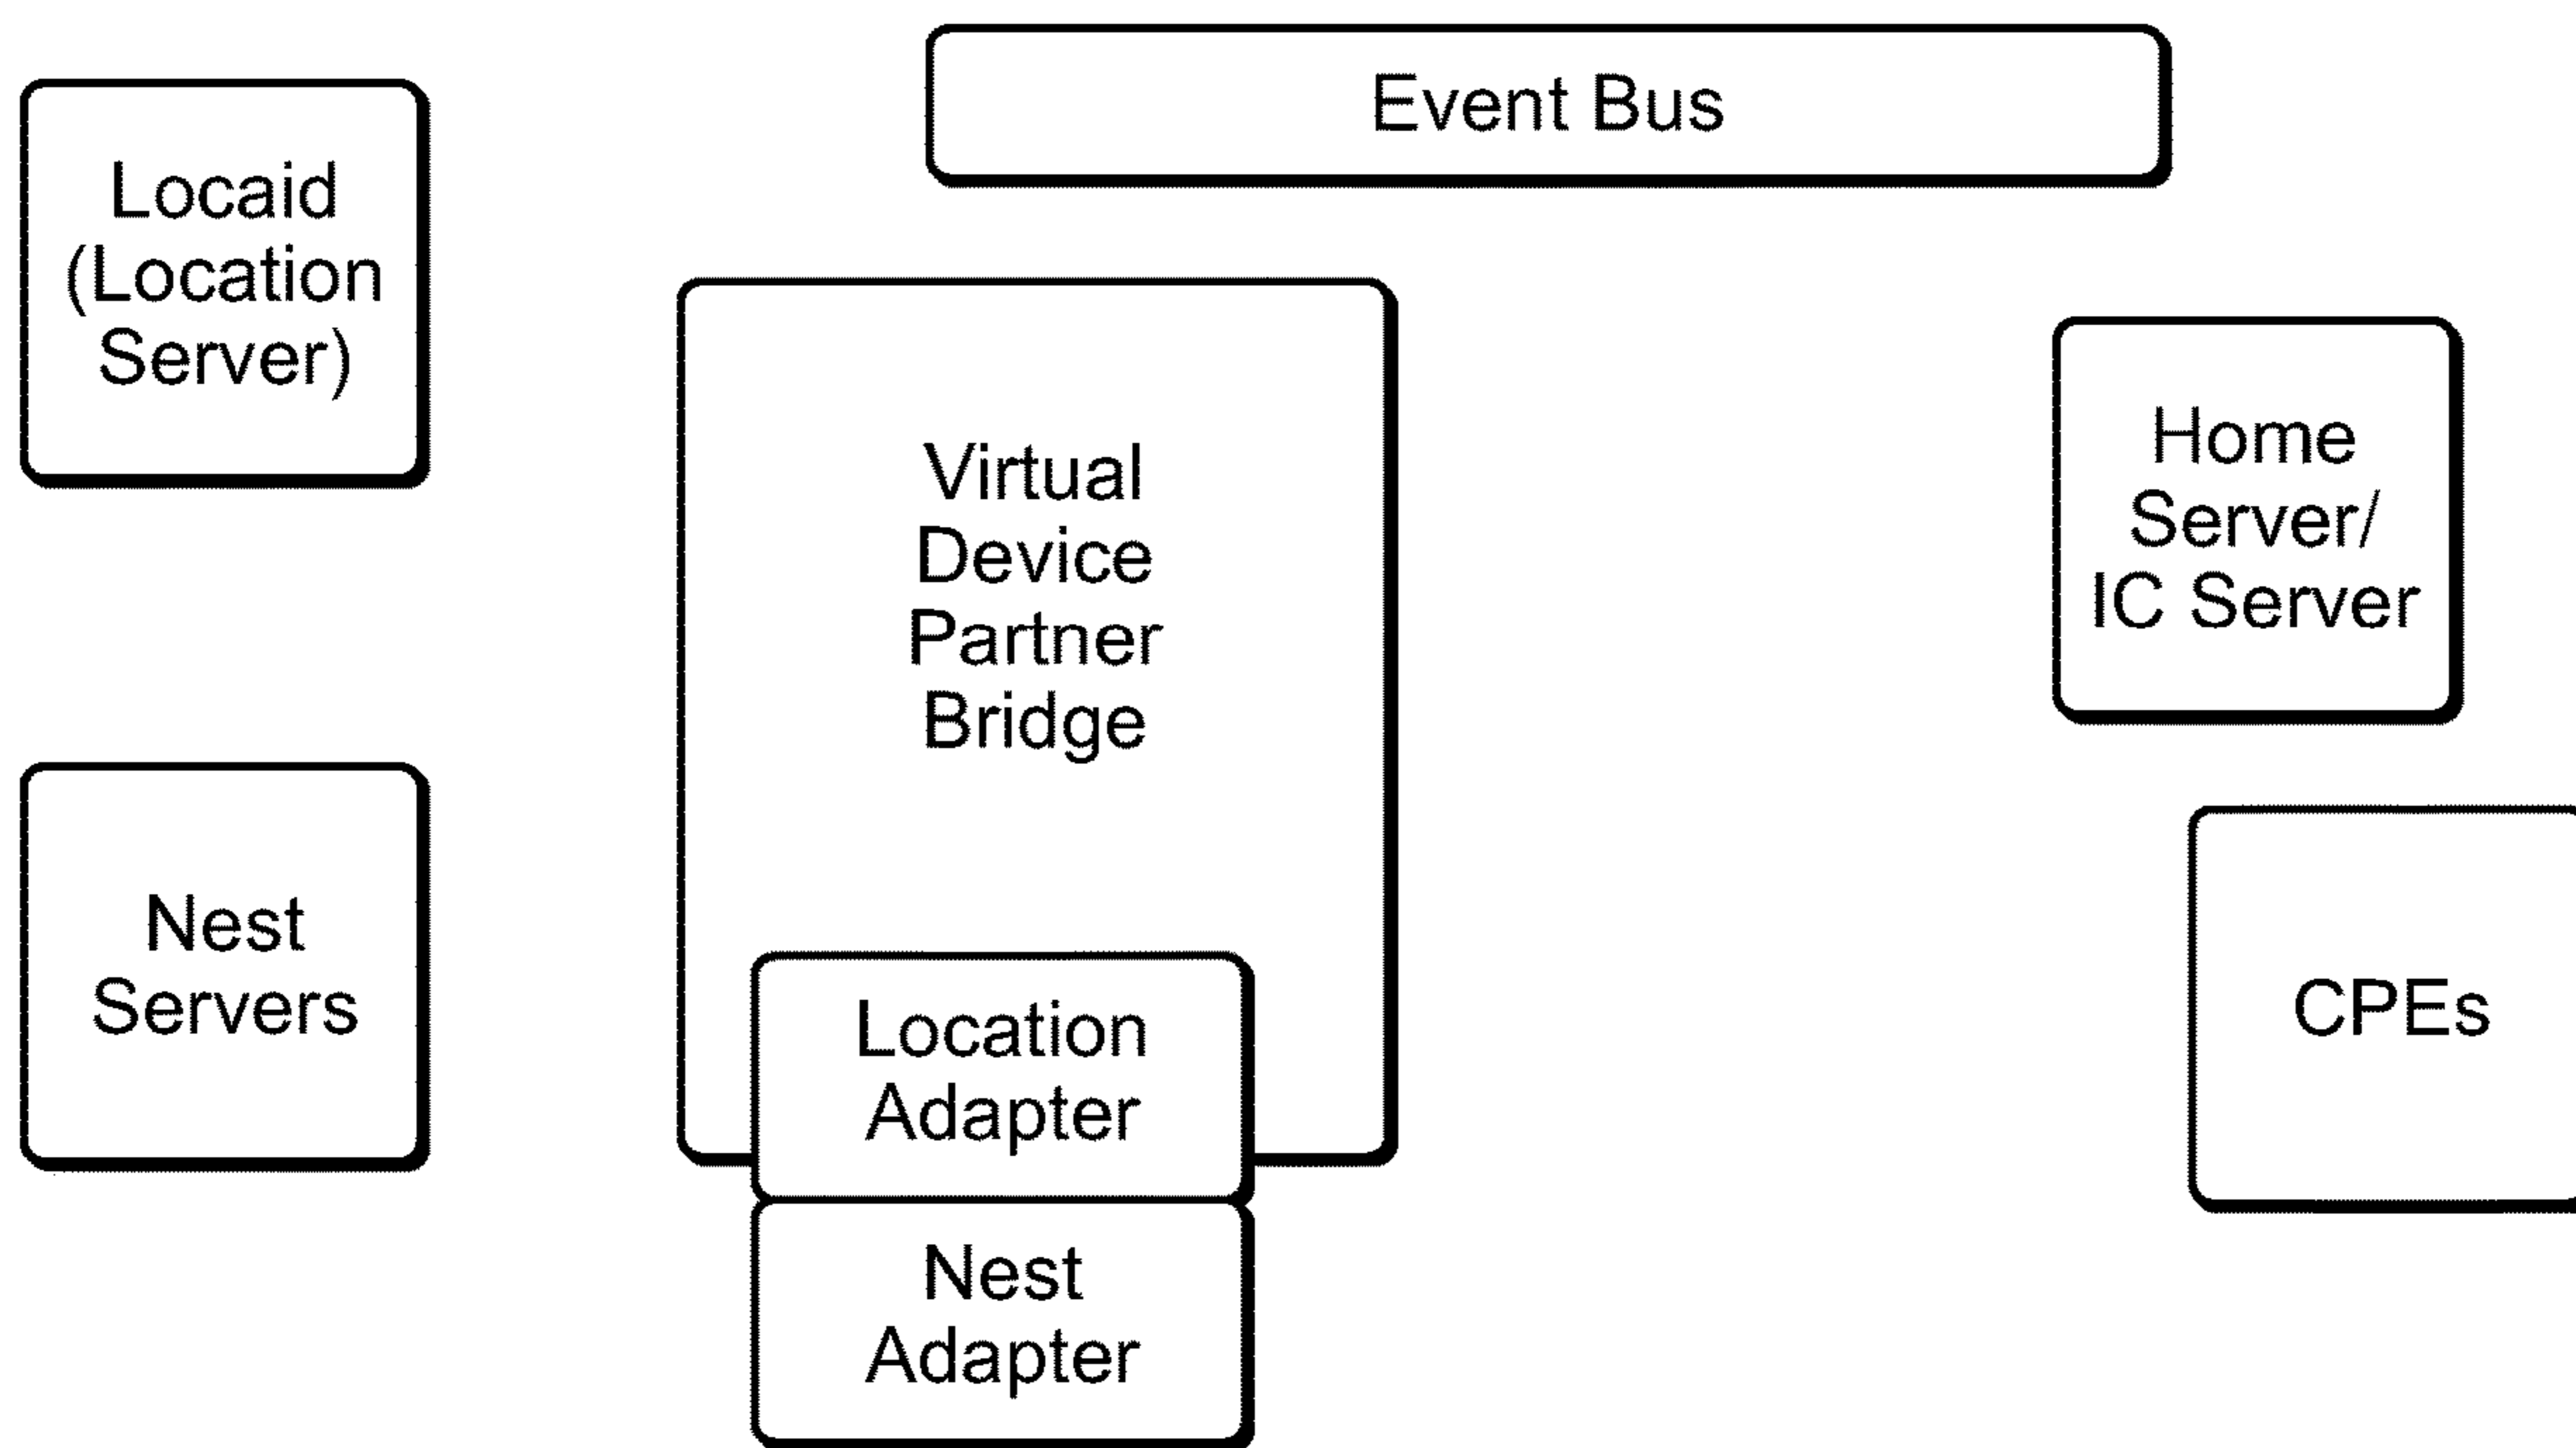 Event Bus
Locaid
(Location
Server)
Virtual
Device
Partner
Bridge
Home
Server/
IC Server
Nest
Servers
Location
Adapter
CPEs
Nest
Adapter